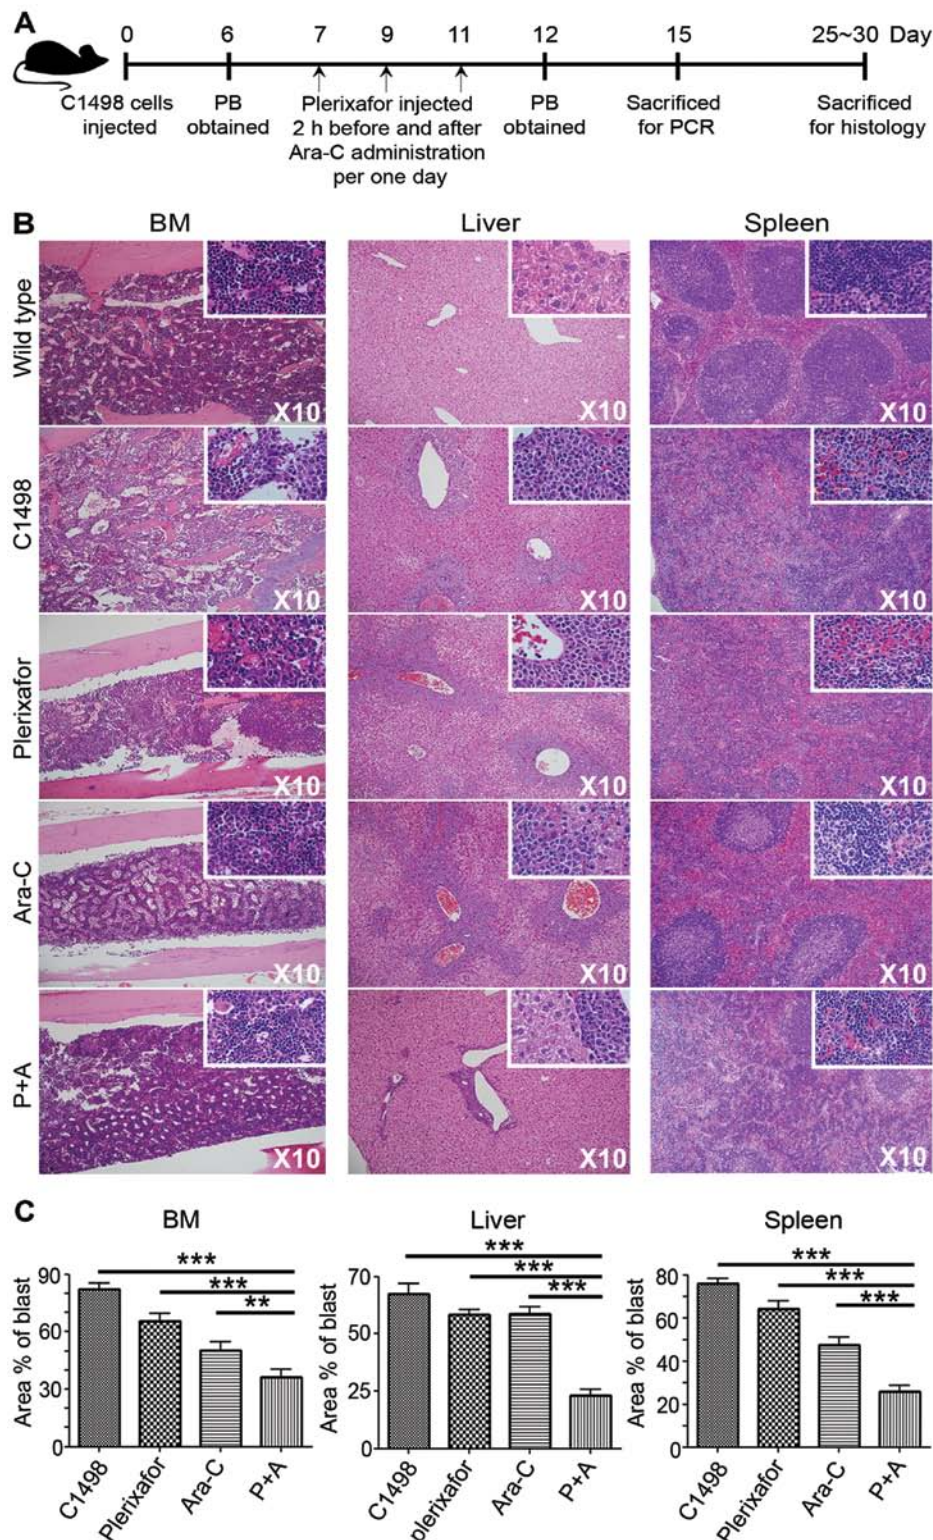 A
0 6 7 9 11 12 15 25~30 Day
C1498 cells
injected
PB
obtained
Plerixafor injected
2 h before and after
Ara-C administration
per one day
PB
obtained
Sacrificed
for PCR
Sacrificed
for histology
B
BM Liver Spleen
Wild type
X10 X10 X10
C1498
X10 X10 X10
Plerixafor
X10 X10 X10
Ara-C
X10 X10 X10
P+A
X10 X10 X10
C
BM
***
***
**
Area % of blast
90
60
30
0
C1498 Plerixafor Ara-C P+A
Liver
***
***
***
Area % of blast
70
50
25
0
C1498 plerixafor Ara-C P+A
Spleen
***
***
***
Area % of blast
80
60
40
20
0
C1498 Plerixafor Ara-C P+A